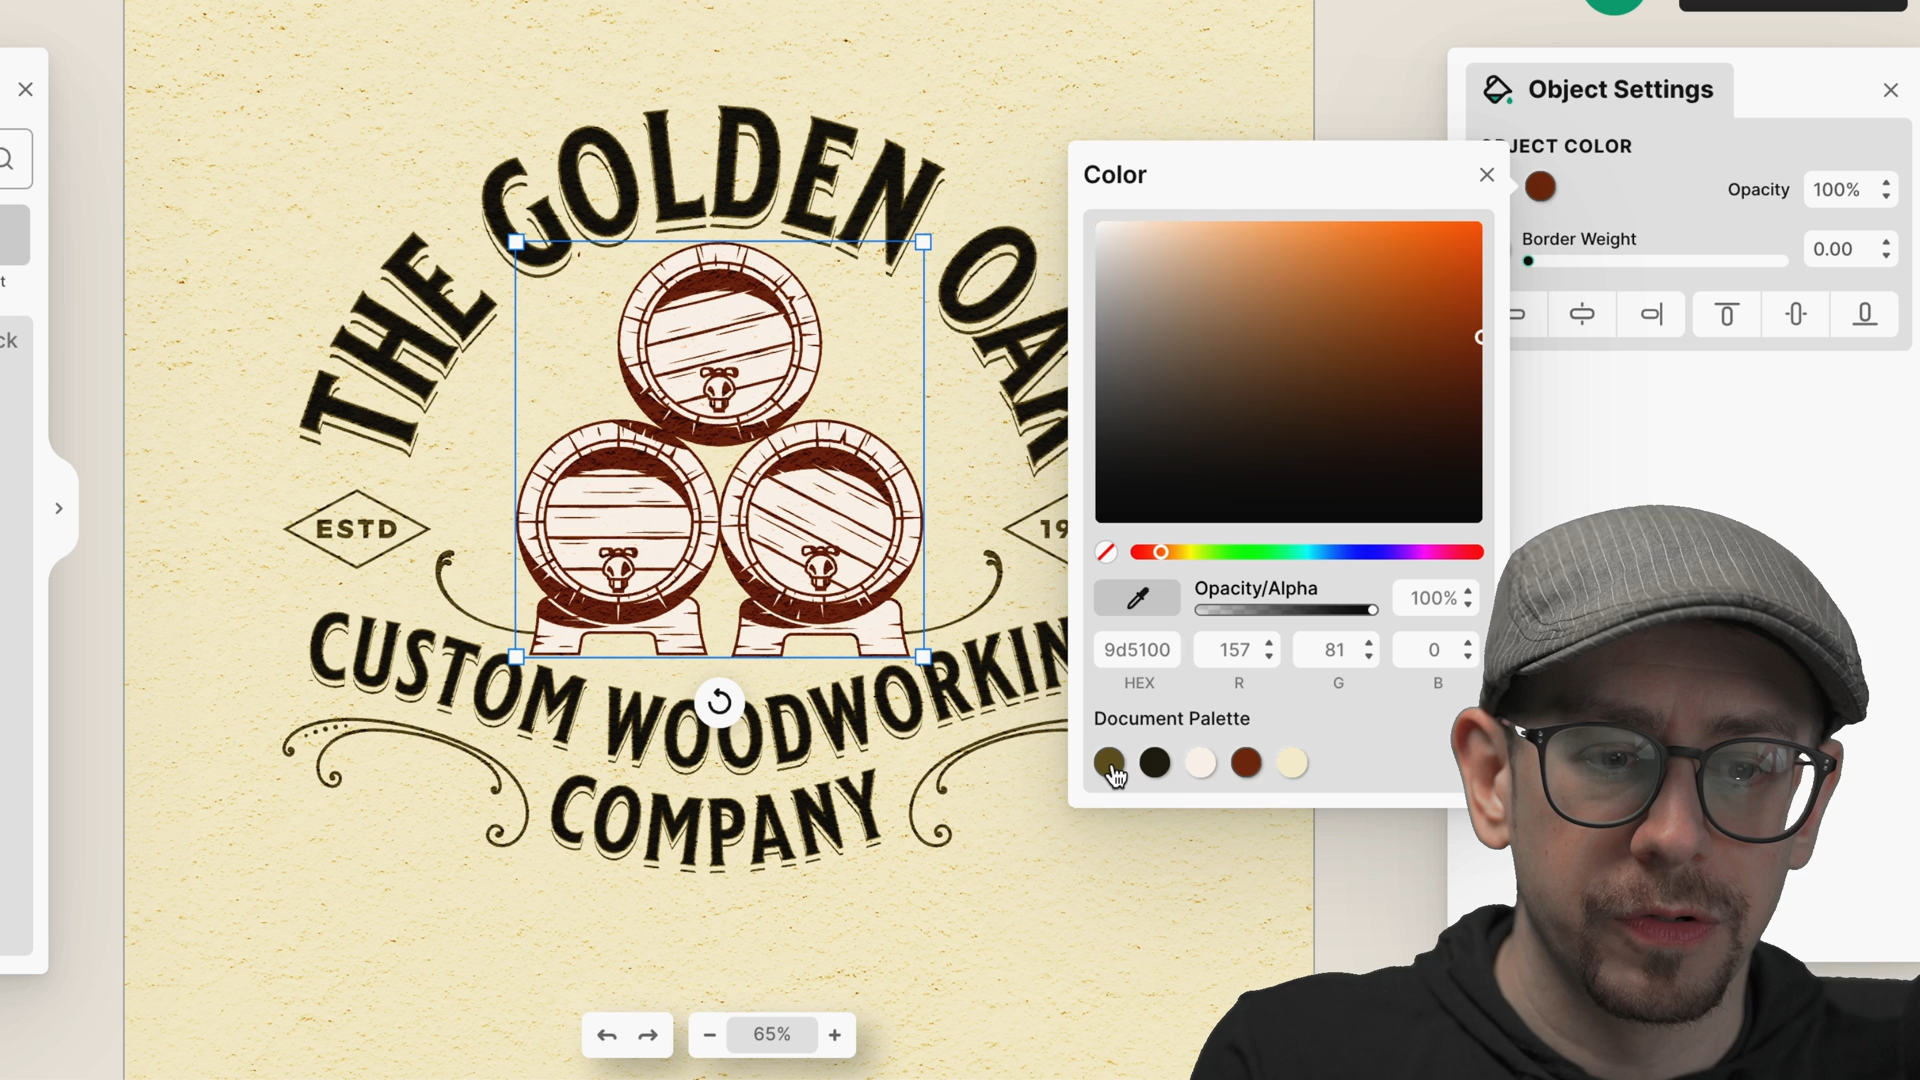 THE GOLDEN OAK
ESTD
19
CUSTOM WOODWORKIN
COMPANY
t
ck
65%
Color
Opacity/Alpha
100%
9d5100
157
81
0
HEX
R
G
B
Document Palette
Object Settings
JECT COLOR
Opacity
100%
Border Weight
0.00